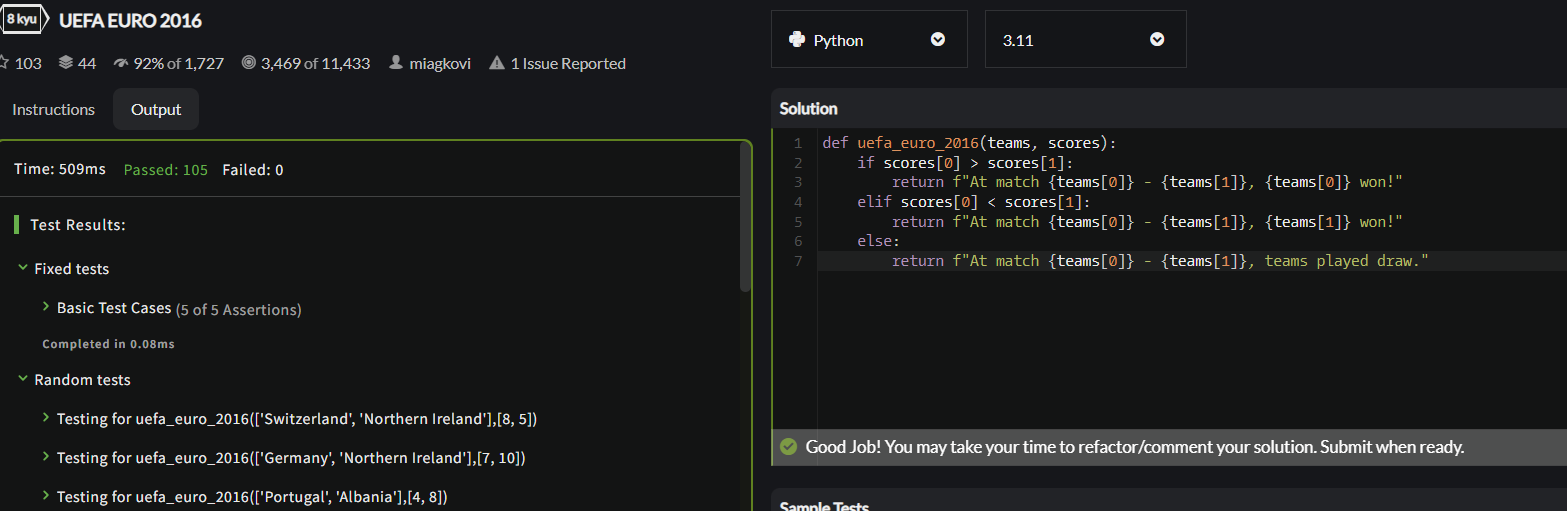 8 kyu UEFA EURO 2016
103 44 92% of 1,727 3,469 of 11,433 miagkovi 1 Issue Reported
Instructions Output
Time: 509ms Passed: 105 Failed: 0
Test Results:
Fixed tests
Basic Test Cases (5 of 5 Assertions)
Completed in 0.08ms
Random tests
Testing for uefa_euro_2016(['Switzerland', 'Northern Ireland'],[8, 5])
Testing for uefa_euro_2016(['Germany', 'Northern Ireland'],[7, 10])
Testing for uefa_euro_2016(['Portugal', 'Albania'],[4, 8])
Python 3.11
Solution
1 def uefa_euro_2016(teams, scores):
2     if scores[0] > scores[1]:
3         return f"At match {teams[0]} - {teams[1]}, {teams[0]} won!"
4     elif scores[0] < scores[1]:
5         return f"At match {teams[0]} - {teams[1]}, {teams[1]} won!"
6     else:
7         return f"At match {teams[0]} - {teams[1]}, teams played draw."
Good Job! You may take your time to refactor/comment your solution. Submit when ready.
Sample Tests